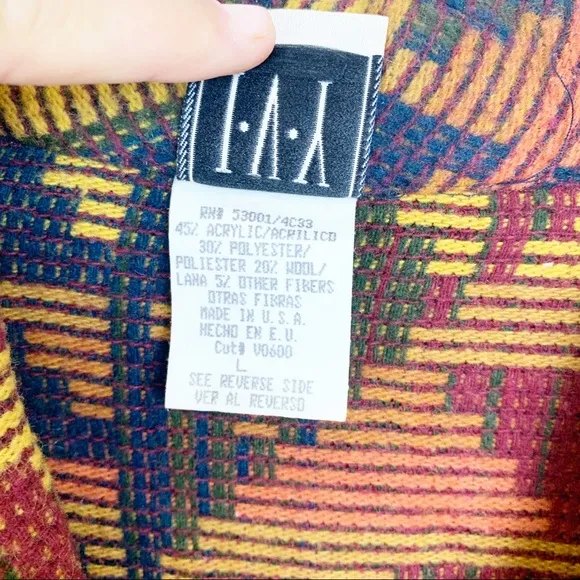 I.V.Y.
RN# 53001/4C33
45% ACRYLIC/ACRILICO
30% POLYESTER/
POLIESTER 20% WOOL/
LANA 5% OTHER FIBERS
OTRAS FIBRAS
MADE IN U.S.A.
HECHO EN E.U.
Cut# V0600
L
SEE REVERSE SIDE
VER AL REVERSO